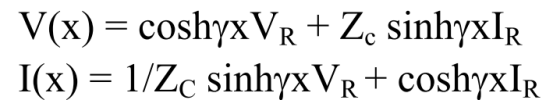 V(x) = coshγxV_R + Z_c sinhγxI_R
I(x) = 1/Z_C sinhγxV_R + coshγxI_R